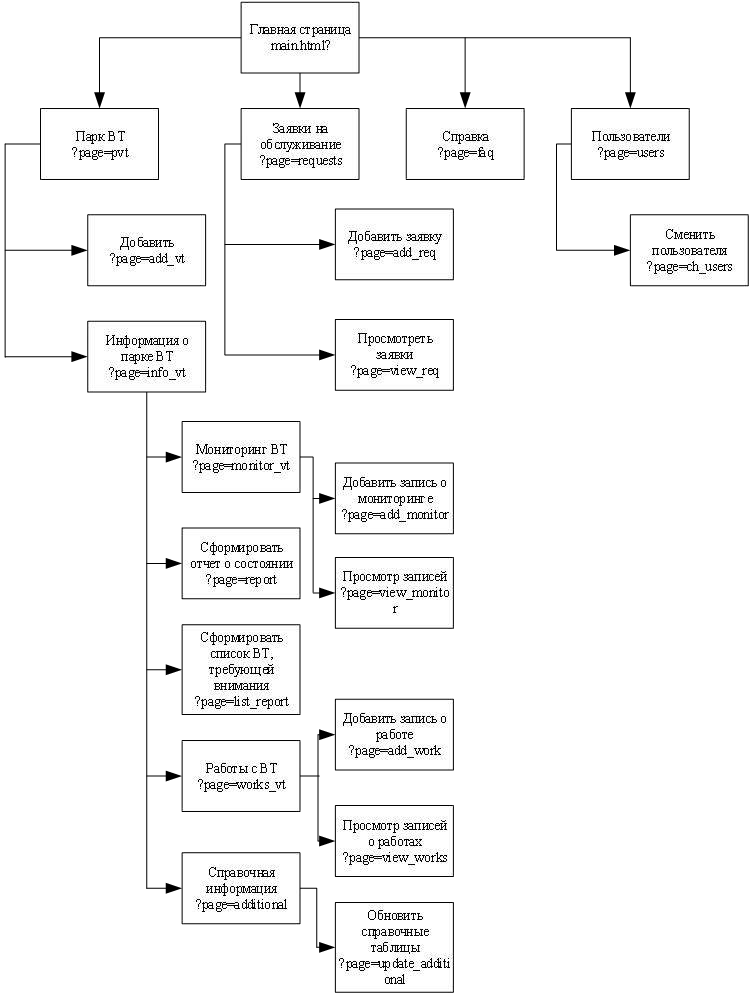 Главная страница
main.html?
Парк ВТ
?page=pvt
Заявки на
обслуживание
?page=requests
Справка
?page=faq
Пользователи
?page=users
Добавить
?page=add_vt
Добавить заявку
?page=add_req
Сменить
пользователя
?page=ch_users
Информация о
парке ВТ
?page=info_vt
Просмотреть
заявки
?page=view_req
Мониторинг ВТ
?page=monitor_vt
Добавить запись о
мониторинге
?page=add_monitor
Сформировать
отчет о состоянии
?page=report
Просмотр записей
?page=view_monito
r
Сформировать
список ВТ,
требующей
внимания
?page=list_report
Добавить запись о
работе
?page=add_work
Работы с ВТ
?page=works_vt
Просмотр записей
о работах
?page=view_works
Справочная
информация
?page=additional
Обновить
справочные
таблицы
?page=update_additi
onal